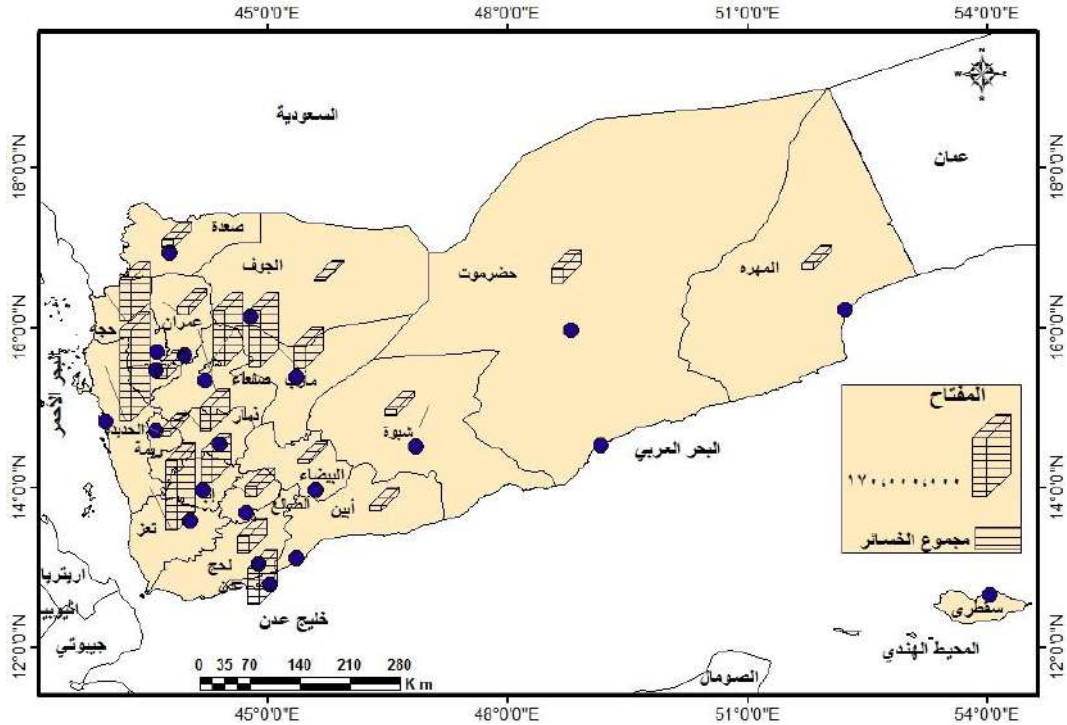 45°0'0"E 48°0'0"E 51°0'0"E 54°0'0"E
N
W E
S
السعودية
عمان
18°0'0"N 18°0'0"N
صعدة
الجوف
حضرموت
المهره
حجة
عمران
16°0'0"N 16°0'0"N
صنعاء
مارب
البحر الأحمر
ذمار
الحديدة
ريمة
شبوة
البحر العربي
المفتاح
١٧٠,٠٠٠,٠٠٠
مجموع الخسائر
البيضاء
الضالع
أبين
إب
14°0'0"N 14°0'0"N
تعز
لحج
عدن
خليج عدن
اريتريا
اثيوبيا
جيبوتي
سقطرى
المحيط الهندي
الصومال
12°0'0"N 12°0'0"N
0 35 70 140 210 280
K m
45°0'0"E 48°0'0"E 51°0'0"E 54°0'0"E